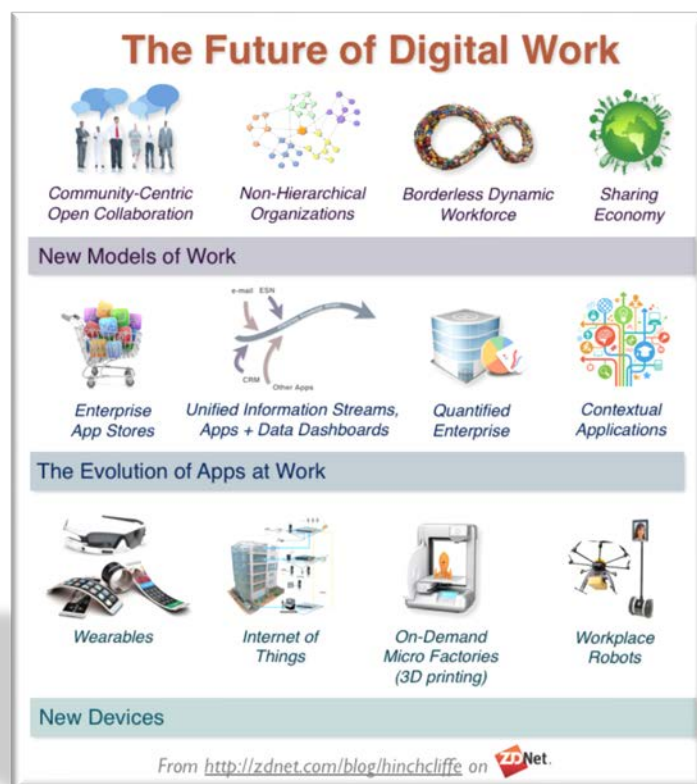 The Future of Digital Work
Community-Centric
Open Collaboration
Non-Hierarchical
Organizations
Borderless Dynamic
Workforce
Sharing
Economy
New Models of Work
e-mail ESN
CRM
Other Apps
Enterprise
App Stores
Unified Information Streams,
Apps + Data Dashboards
Quantified
Enterprise
Contextual
Applications
The Evolution of Apps at Work
Wearables
Internet of
Things
On-Demand
Micro Factories
(3D printing)
Workplace
Robots
New Devices
From http://zdnet.com/blog/hinchcliffe on ZDNet.